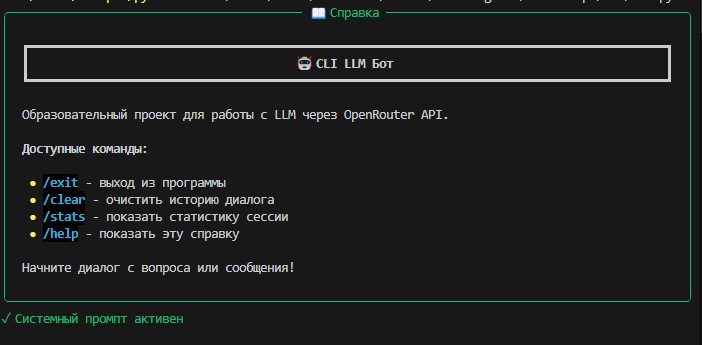 Справка
CLI LLM Бот
Образовательный проект для работы с LLM через OpenRouter API.
Доступные команды:
• /exit - выход из программы
• /clear - очистить историю диалога
• /stats - показать статистику сессии
• /help - показать эту справку
Начните диалог с вопроса или сообщения!
✓ Системный промпт активен